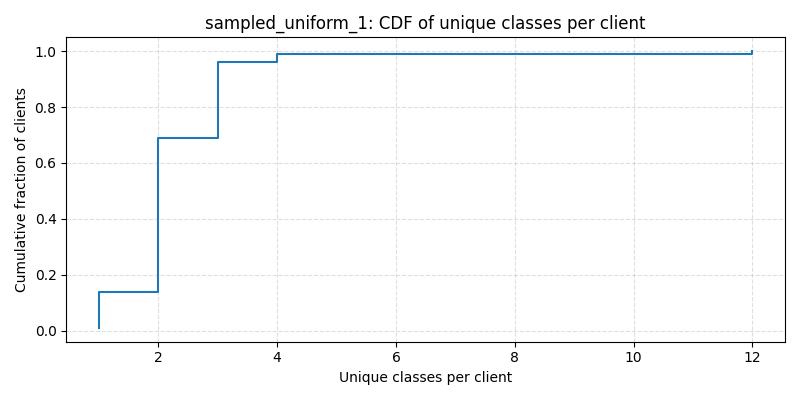 sampled_uniform_1: CDF of unique classes per client
1.0
0.8
0.6
0.4
0.2
0.0
Cumulative fraction of clients
2 4 6 8 10 12
Unique classes per client